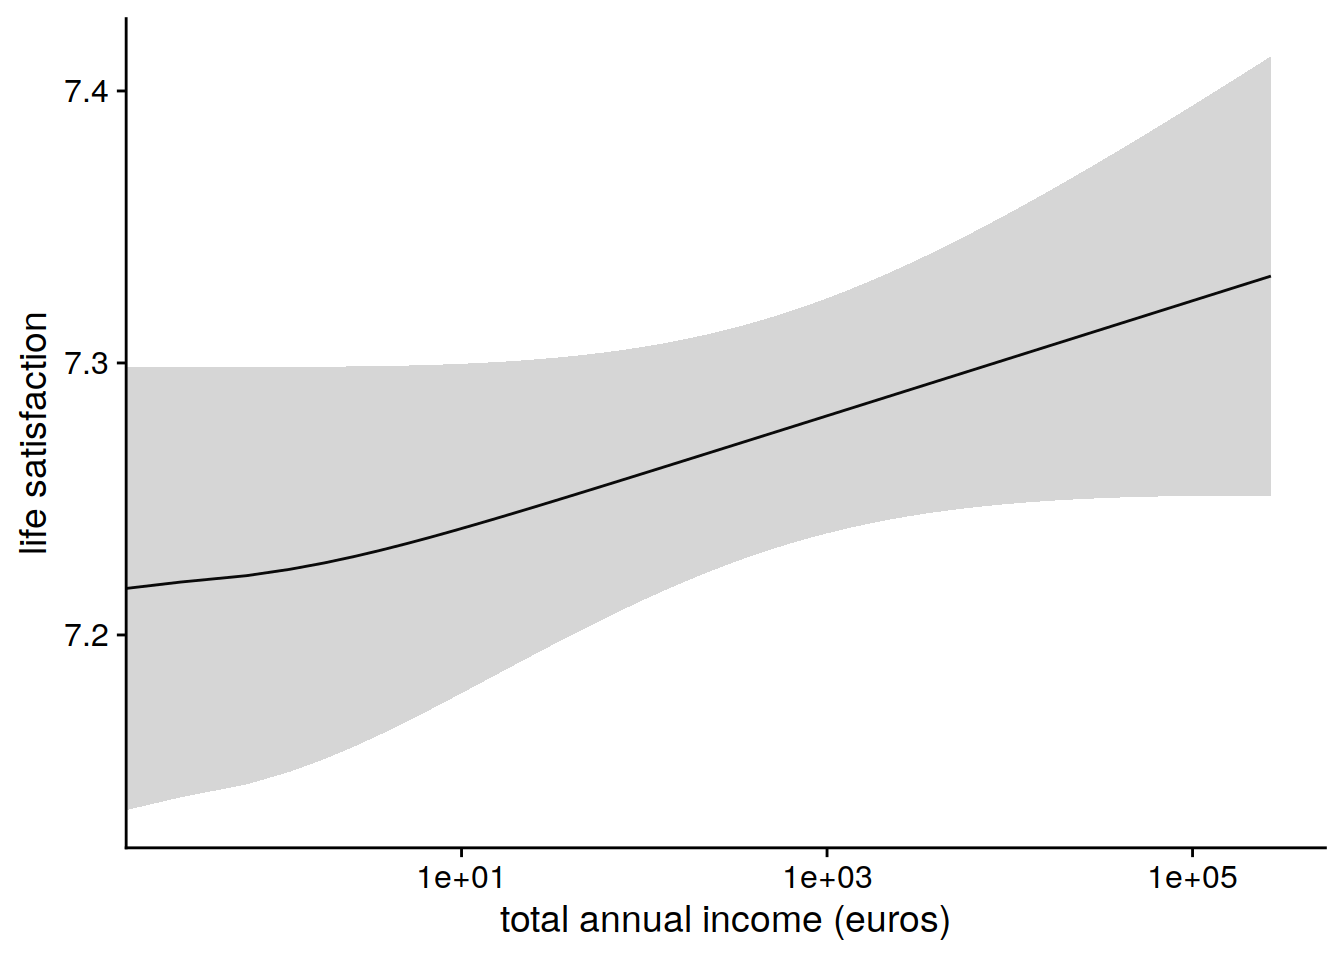 7.4
7.3
7.2
life satisfaction
1e+01
1e+03
1e+05
total annual income (euros)